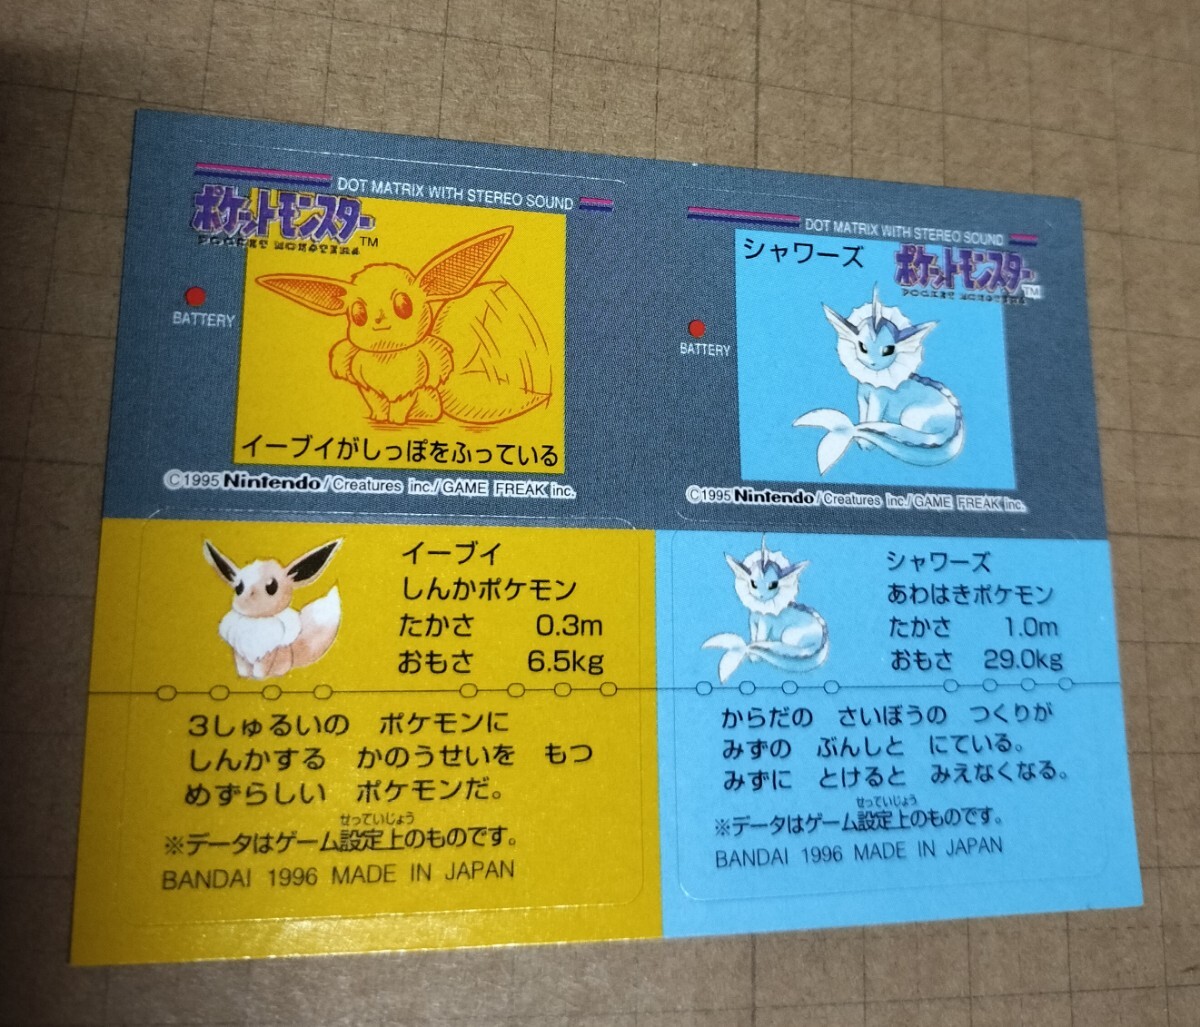 DOT MATRIX WITH STEREO SOUND
ポケットモンスター™
POCKET MONSTERS
BATTERY
イーブイがしっぽをふっている
©1995 Nintendo/Creatures inc./GAME FREAK inc.
DOT MATRIX WITH STEREO SOUND
シャワーズ
ポケットモンスター™
POCKET MONSTERS
BATTERY
©1995 Nintendo/Creatures inc./GAME FREAK inc.
イーブイ
しんかポケモン
たかさ 0.3m
おもさ 6.5kg
3しゅるいの ポケモンに
しんかする かのうせいを もつ
めずらしい ポケモンだ。
せっていじょう
※データはゲーム設定上のものです。
BANDAI 1996 MADE IN JAPAN
シャワーズ
あわはきポケモン
たかさ 1.0m
おもさ 29.0kg
からだの さいぼうの つくりが
みずの ぶんしと にている。
みずに とけると みえなくなる。
せっていじょう
※データはゲーム設定上のものです。
BANDAI 1996 MADE IN JAPAN